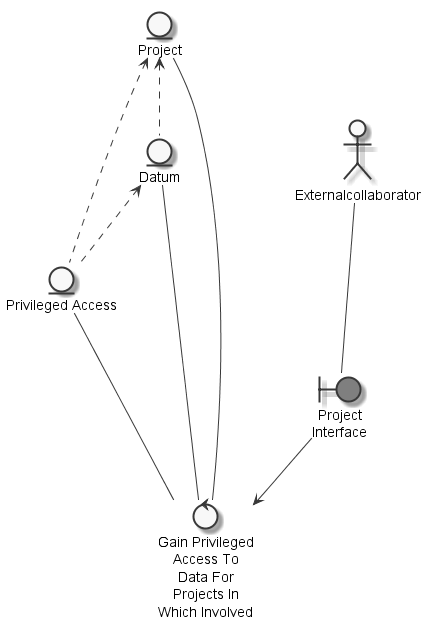 Project
Datum
Externalcollaborator
Privileged Access
Project
Interface
Gain Privileged
Access To
Data For
Projects In
Which Involved